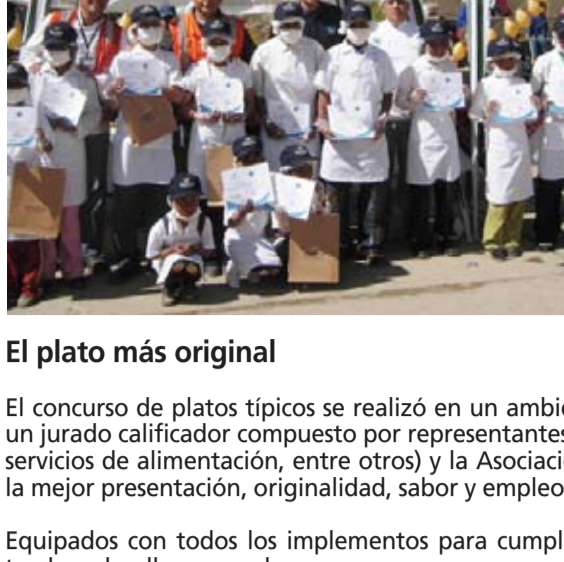 El plato más original
El concurso de platos típicos se realizó en un ambie
un jurado calificador compuesto por representantes
servicios de alimentación, entre otros) y la Asociaci
la mejor presentación, originalidad, sabor y empleo
Equipados con todos los implementos para cumpl